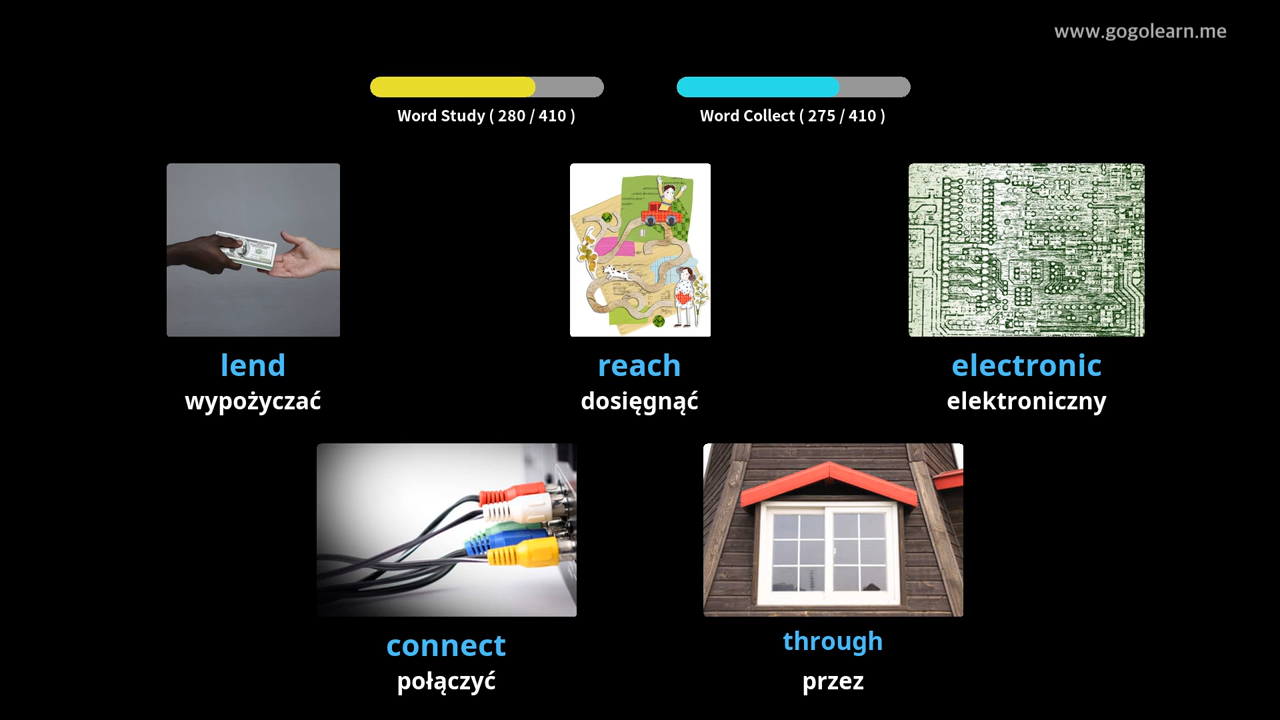 www.gogolearn.me
Word Study ( 280 / 410 )
Word Collect ( 275 / 410 )
lend
wypożyczać
reach
dosięgnąć
electronic
elektroniczny
connect
połączyć
through
przez